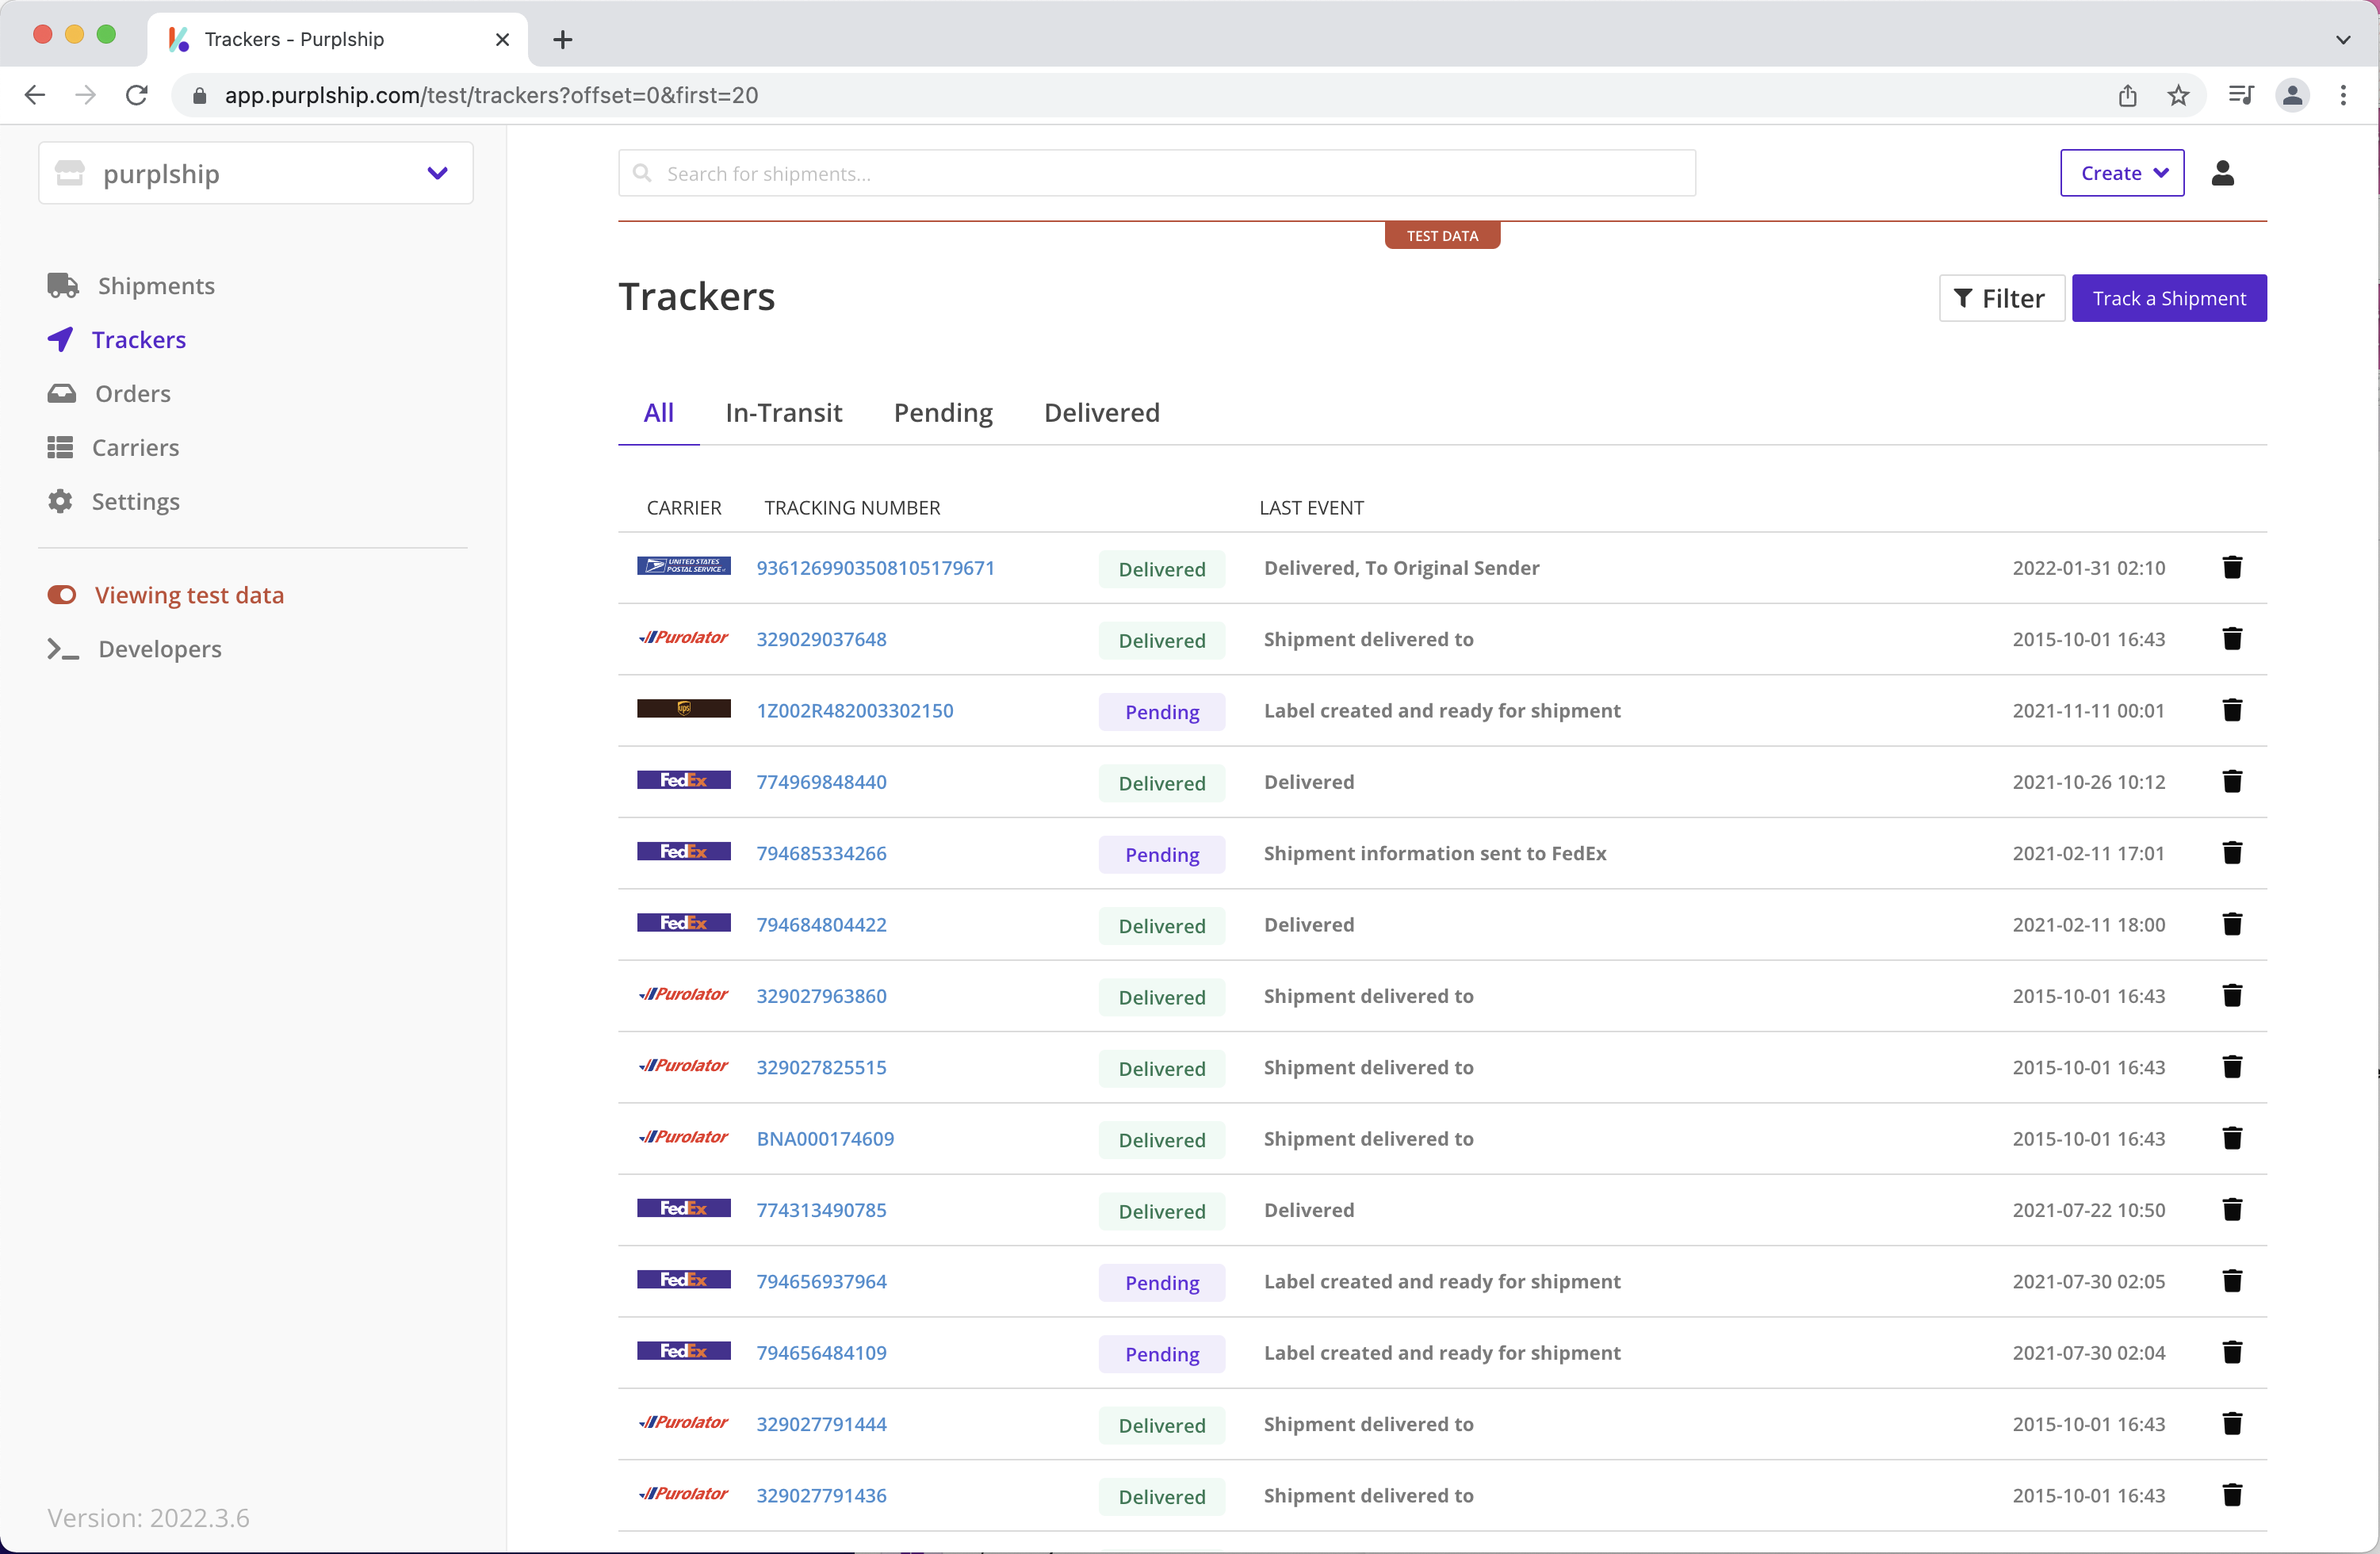 Trackers - Purplship
app.purplship.com/test/trackers?offset=0&first=20
purplship
Search for shipments...
Create
TEST DATA
Shipments
Trackers
Orders
Carriers
Settings
Viewing test data
Developers
Version: 2022.3.6
Trackers
Filter
Track a Shipment
All In-Transit Pending Delivered
CARRIER TRACKING NUMBER LAST EVENT
UNITED STATES POSTAL SERVICE 9361269903508105179671 Delivered Delivered, To Original Sender 2022-01-31 02:10
Purolator 329029037648 Delivered Shipment delivered to 2015-10-01 16:43
ups 1Z002R482003302150 Pending Label created and ready for shipment 2021-11-11 00:01
FedEx 774969848440 Delivered Delivered 2021-10-26 10:12
FedEx 794685334266 Pending Shipment information sent to FedEx 2021-02-11 17:01
FedEx 794684804422 Delivered Delivered 2021-02-11 18:00
Purolator 329027963860 Delivered Shipment delivered to 2015-10-01 16:43
Purolator 329027825515 Delivered Shipment delivered to 2015-10-01 16:43
Purolator BNA000174609 Delivered Shipment delivered to 2015-10-01 16:43
FedEx 774313490785 Delivered Delivered 2021-07-22 10:50
FedEx 794656937964 Pending Label created and ready for shipment 2021-07-30 02:05
FedEx 794656484109 Pending Label created and ready for shipment 2021-07-30 02:04
Purolator 329027791444 Delivered Shipment delivered to 2015-10-01 16:43
Purolator 329027791436 Delivered Shipment delivered to 2015-10-01 16:43